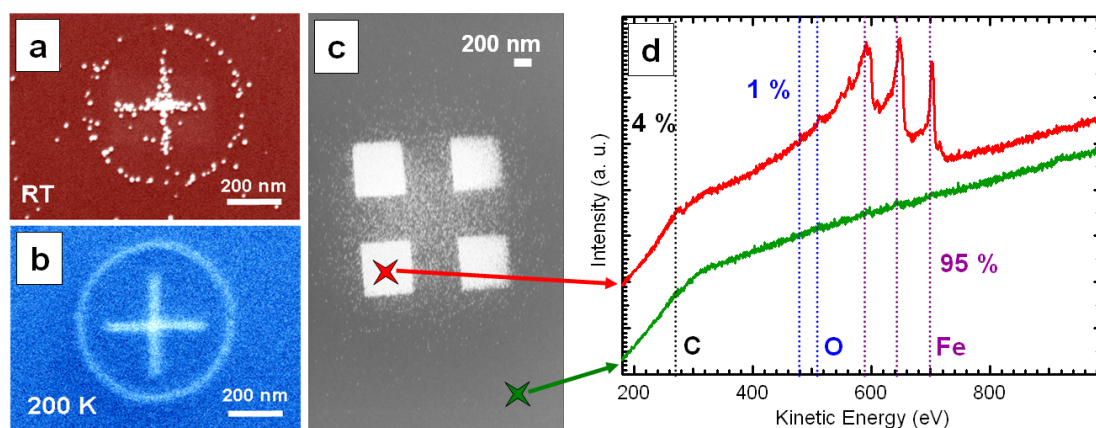 a
RT
200 nm
b
200 K
200 nm
c
200 nm
d
Intensity (a. u.)
4 %
1 %
95 %
C
O
Fe
200
400
600
800
Kinetic Energy (eV)